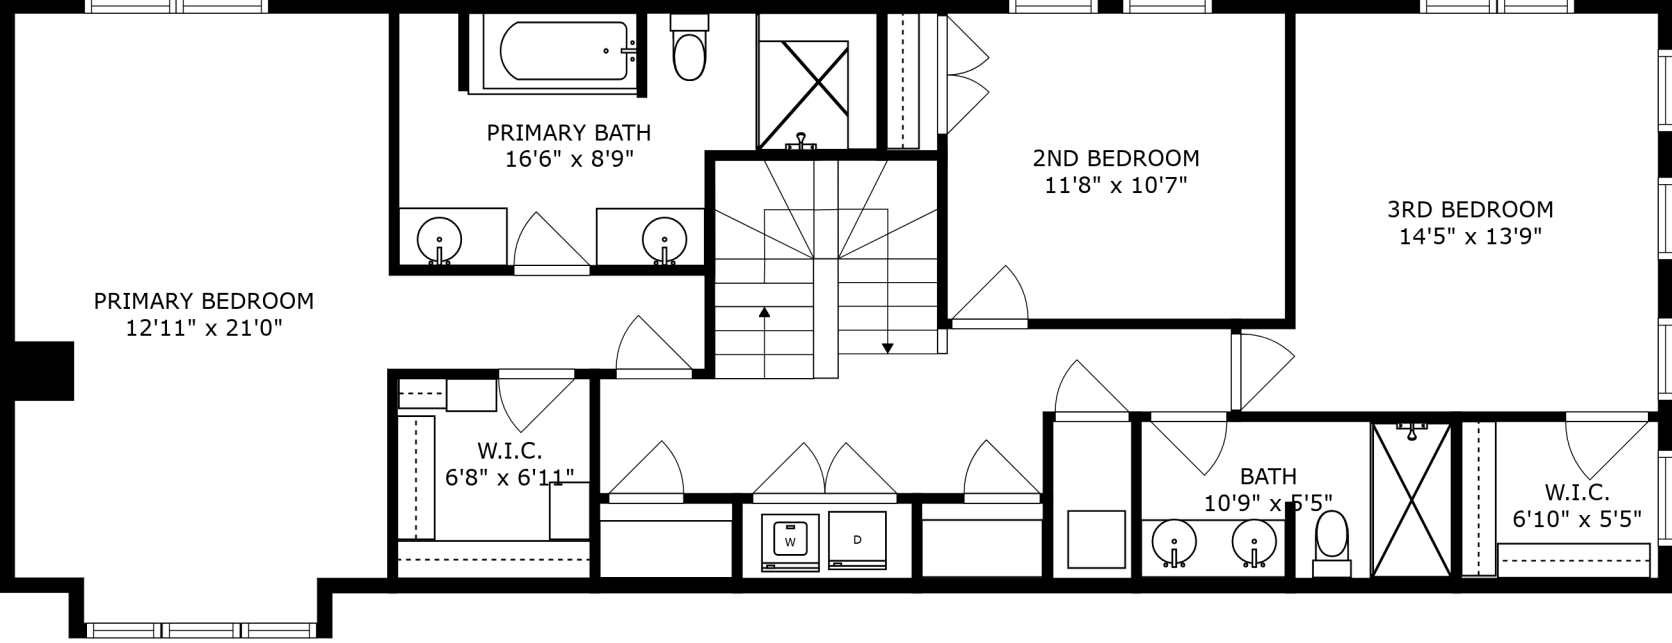 PRIMARY BATH
16'6" x 8'9"
2ND BEDROOM
11'8" x 10'7"
3RD BEDROOM
14'5" x 13'9"
PRIMARY BEDROOM
12'11" x 21'0"
W.I.C.
6'8" x 6'11"
BATH
10'9" x 5'5"
W.I.C.
6'10" x 5'5"
W
D